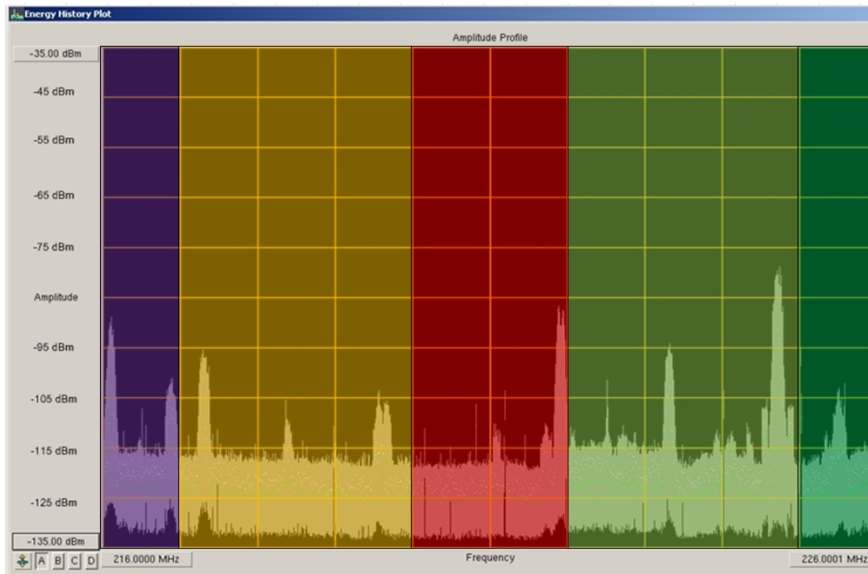 Energy History Plot
Amplitude Profile
-35.00 dBm
-45 dBm
-55 dBm
-65 dBm
-75 dBm
Amplitude
-95 dBm
-105 dBm
-115 dBm
-125 dBm
-135.00 dBm
A B C D
216.0000 MHz
Frequency
226.0001 MHz